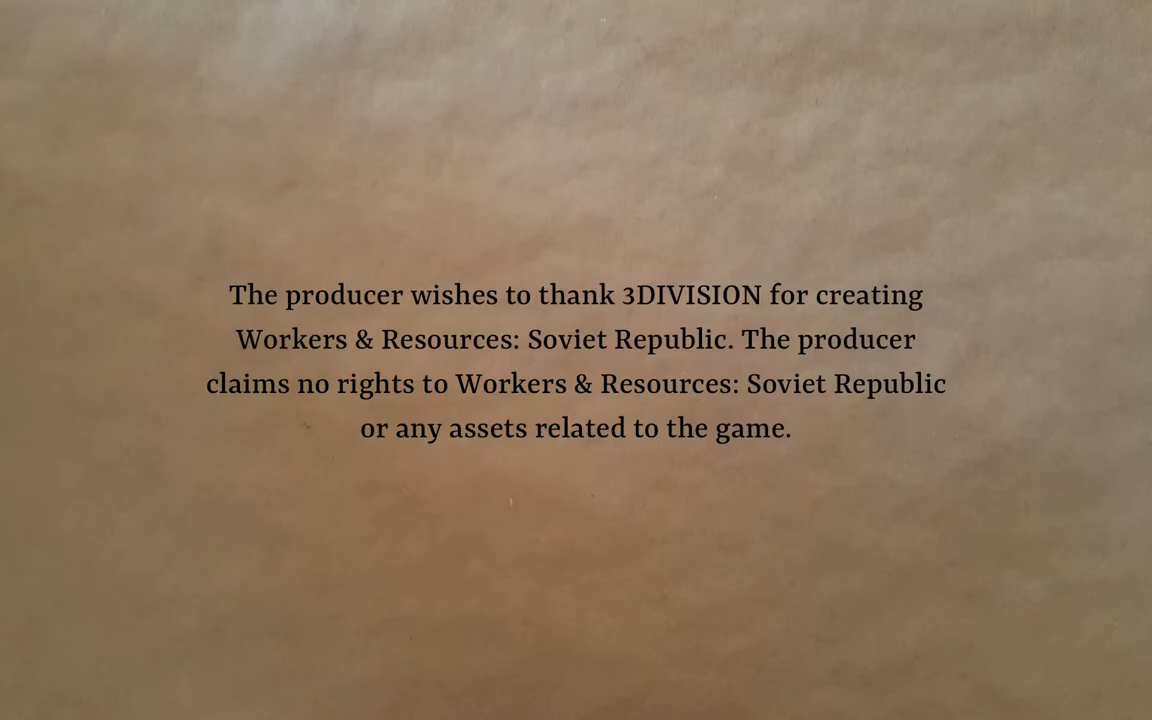 The producer wishes to thank 3DIVISION for creating
Workers & Resources: Soviet Republic. The producer
claims no rights to Workers & Resources: Soviet Republic
or any assets related to the game.